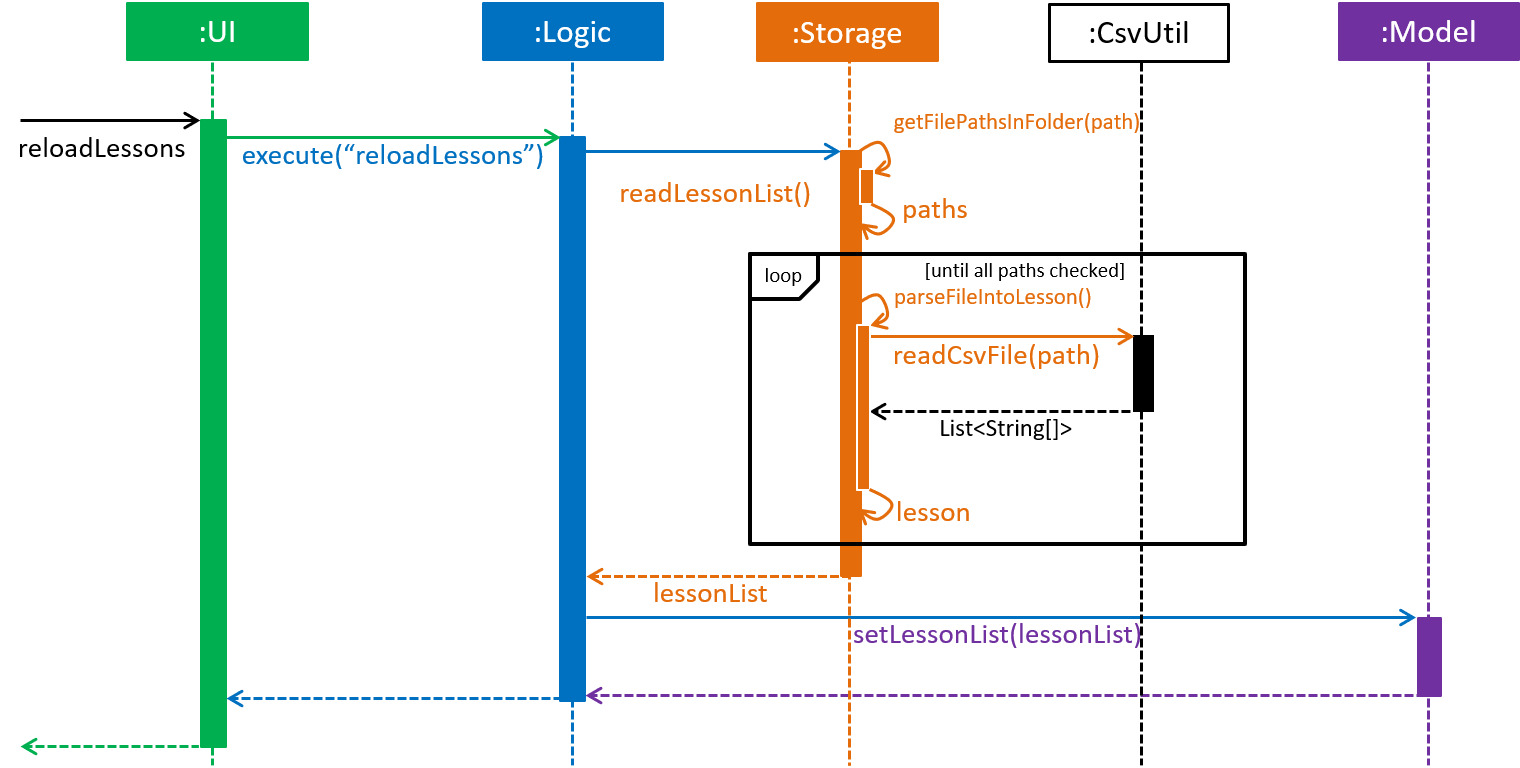 :UI
:Logic
:Storage
:CsvUtil
:Model
getFilePathsInFolder(path)
reloadLessons
execute(“reloadLessons”)
readLessonList()
paths
loop
[until all paths checked]
parseFileIntoLesson()
readCsvFile(path)
List<String[]>
lesson
lessonList
setLessonList(lessonList)